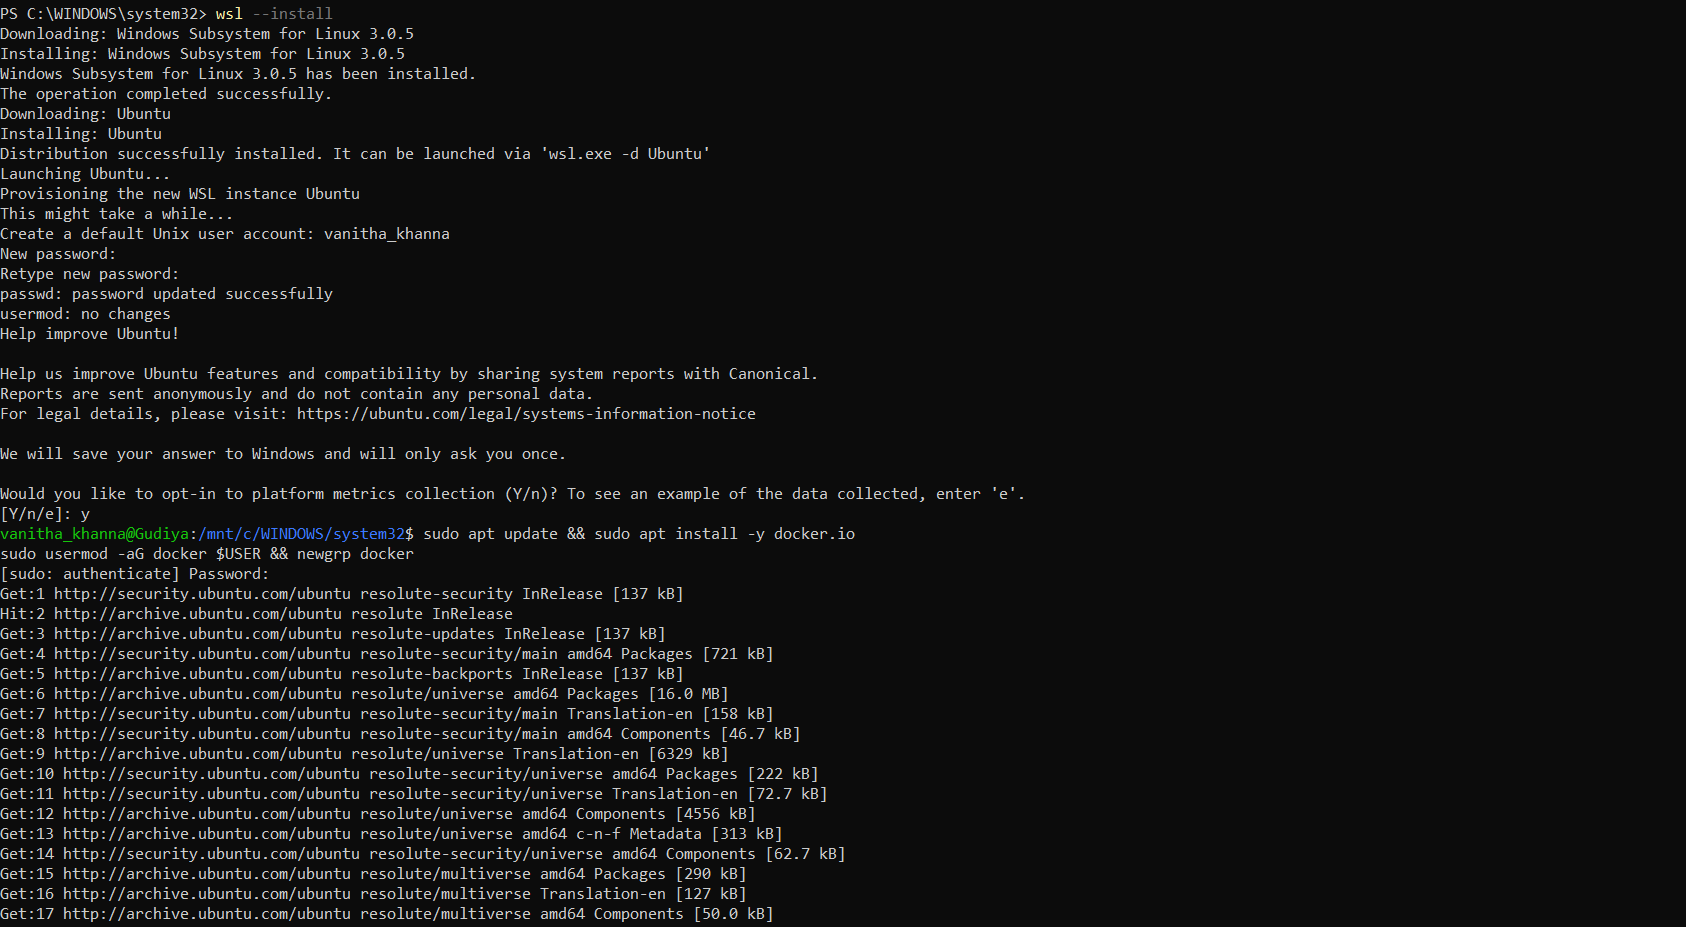 PS C:\WINDOWS\system32> wsl --install
Downloading: Windows Subsystem for Linux 3.0.5
Installing: Windows Subsystem for Linux 3.0.5
Windows Subsystem for Linux 3.0.5 has been installed.
The operation completed successfully.
Downloading: Ubuntu
Installing: Ubuntu
Distribution successfully installed. It can be launched via 'wsl.exe -d Ubuntu'
Launching Ubuntu...
Provisioning the new WSL instance Ubuntu
This might take a while...
Create a default Unix user account: vanitha_khanna
New password:
Retype new password:
passwd: password updated successfully
usermod: no changes
Help improve Ubuntu!

Help us improve Ubuntu features and compatibility by sharing system reports with Canonical.
Reports are sent anonymously and do not contain any personal data.
For legal details, please visit: https://ubuntu.com/legal/systems-information-notice

We will save your answer to Windows and will only ask you once.

Would you like to opt-in to platform metrics collection (Y/n)? To see an example of the data collected, enter 'e'.
[Y/n/e]: y
vanitha_khanna@Gudiya:/mnt/c/WINDOWS/system32$ sudo apt update && sudo apt install -y docker.io
sudo usermod -aG docker $USER && newgrp docker
[sudo: authenticate] Password:
Get:1 http://security.ubuntu.com/ubuntu resolute-security InRelease [137 kB]
Hit:2 http://archive.ubuntu.com/ubuntu resolute InRelease
Get:3 http://archive.ubuntu.com/ubuntu resolute-updates InRelease [137 kB]
Get:4 http://security.ubuntu.com/ubuntu resolute-security/main amd64 Packages [721 kB]
Get:5 http://archive.ubuntu.com/ubuntu resolute-backports InRelease [137 kB]
Get:6 http://archive.ubuntu.com/ubuntu resolute/universe amd64 Packages [16.0 MB]
Get:7 http://security.ubuntu.com/ubuntu resolute-security/main Translation-en [158 kB]
Get:8 http://security.ubuntu.com/ubuntu resolute-security/main amd64 Components [46.7 kB]
Get:9 http://archive.ubuntu.com/ubuntu resolute/universe Translation-en [6329 kB]
Get:10 http://security.ubuntu.com/ubuntu resolute-security/universe amd64 Packages [222 kB]
Get:11 http://security.ubuntu.com/ubuntu resolute-security/universe Translation-en [72.7 kB]
Get:12 http://archive.ubuntu.com/ubuntu resolute/universe amd64 Components [4556 kB]
Get:13 http://archive.ubuntu.com/ubuntu resolute/universe amd64 c-n-f Metadata [313 kB]
Get:14 http://security.ubuntu.com/ubuntu resolute-security/universe amd64 Components [62.7 kB]
Get:15 http://archive.ubuntu.com/ubuntu resolute/multiverse amd64 Packages [290 kB]
Get:16 http://archive.ubuntu.com/ubuntu resolute/multiverse Translation-en [127 kB]
Get:17 http://archive.ubuntu.com/ubuntu resolute/multiverse amd64 Components [50.0 kB]